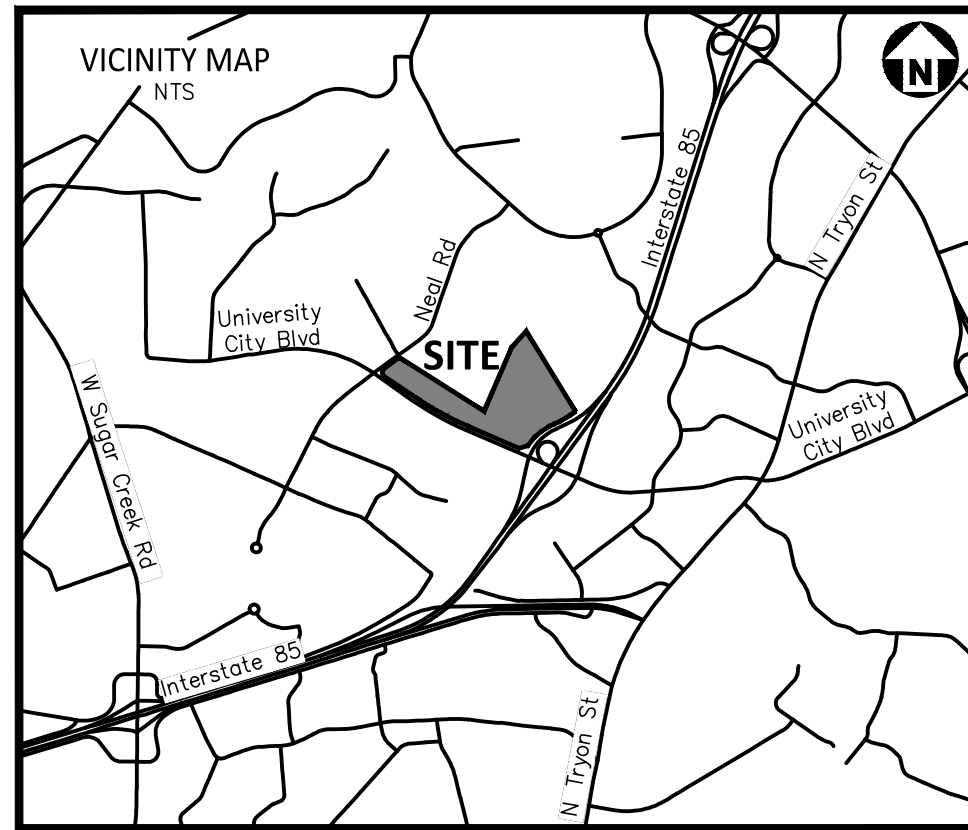 VICINITY MAP
NTS
N
Interstate 85
N Tryon St
Neal Rd
University
City Blvd
SITE
W Sugar Creek Rd
University
City Blvd
Interstate 85
N Tryon St